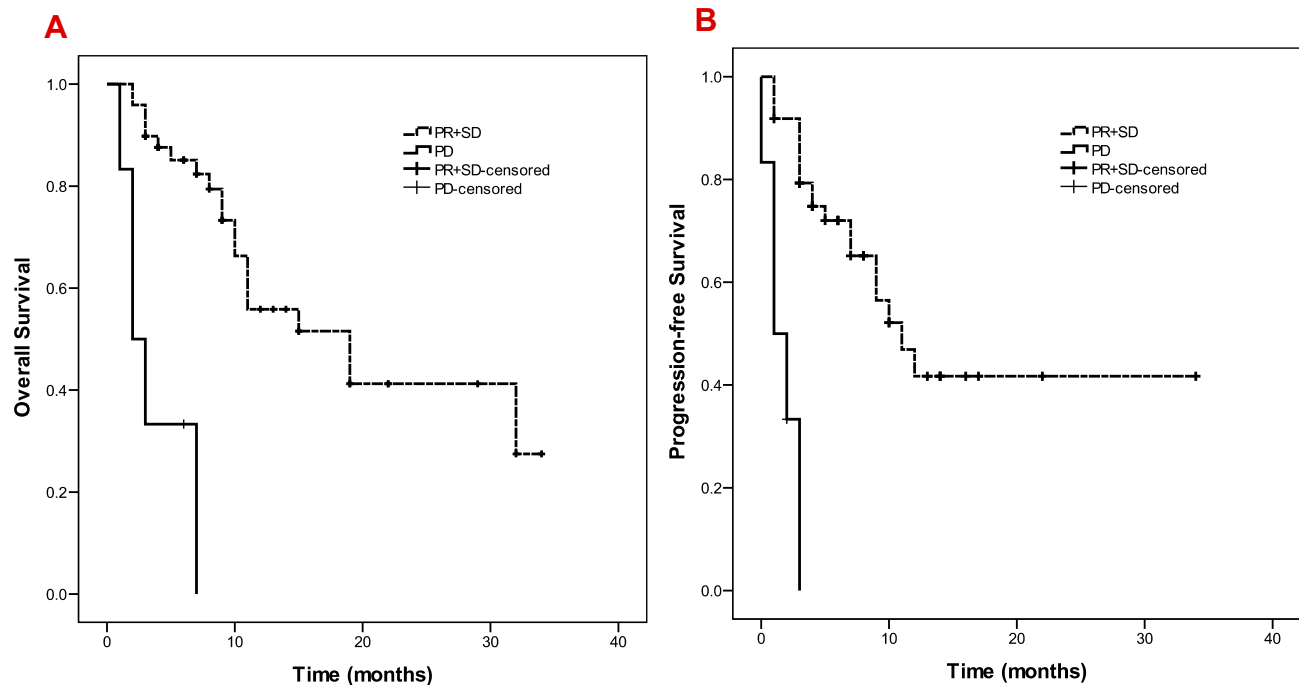 A
Overall Survival
1.0
0.8
0.6
0.4
0.2
0.0
PR+SD
PD
PR+SD-censored
PD-censored
0 10 20 30 40
Time (months)
B
Progression-free Survival
1.0
0.8
0.6
0.4
0.2
0.0
PR+SD
PD
PR+SD-censored
PD-censored
0 10 20 30 40
Time (months)